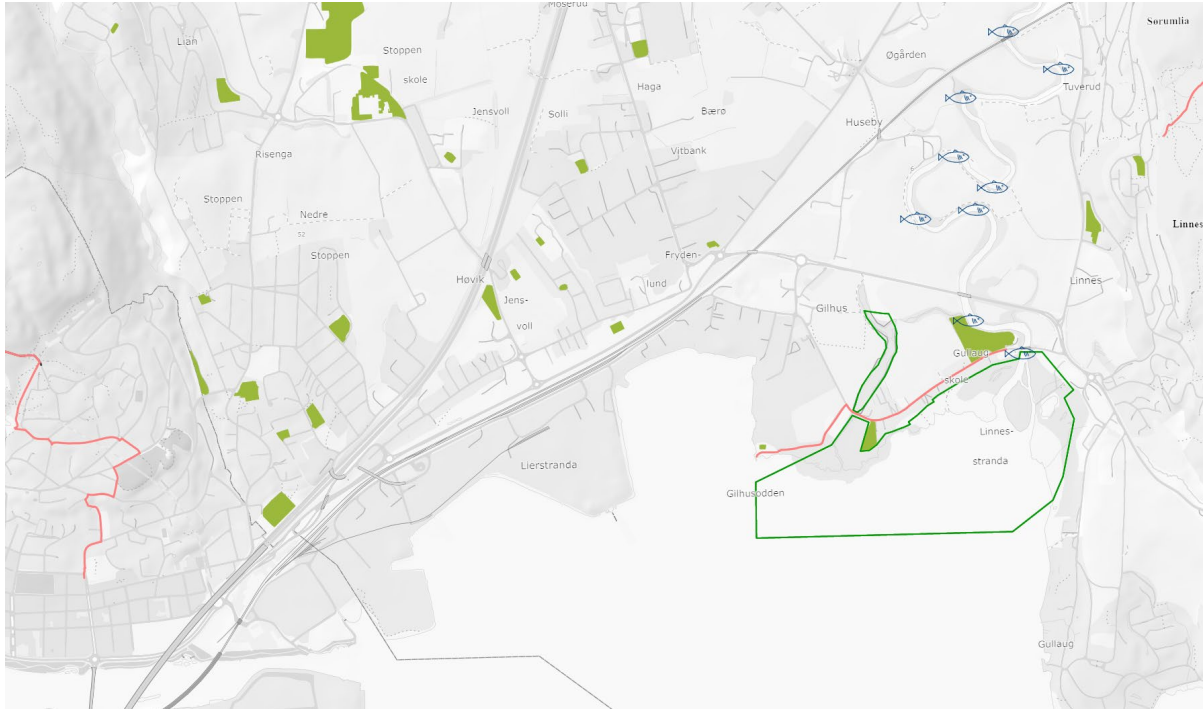 Moserud
Sørumlia
Lian
Stoppen
skole
Øgården
Haga
Tuverud
Jensvoll
Solli
Bærø
Huseby
Vitbank
Risenga
Stoppen
Nedre
52
Stoppen
Linnes
Høvik
Fryden-
lund
Linnes
Jens-
voll
Gilhus
Gullaug
skole
Linnes-
stranda
Lierstranda
Gilhusodden
Gullaug